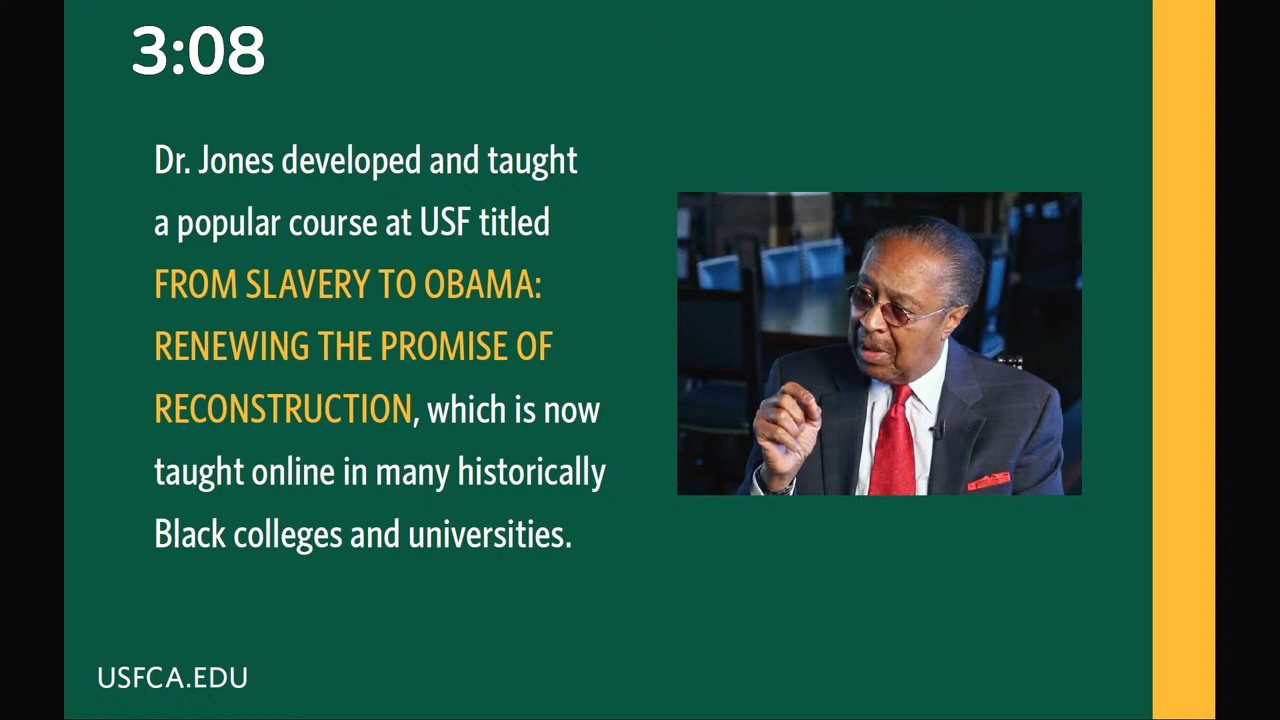 3:08
Dr. Jones developed and taught
a popular course at USF titled
FROM SLAVERY TO OBAMA:
RENEWING THE PROMISE OF
RECONSTRUCTION, which is now
taught online in many historically
Black colleges and universities.
USFCA.EDU